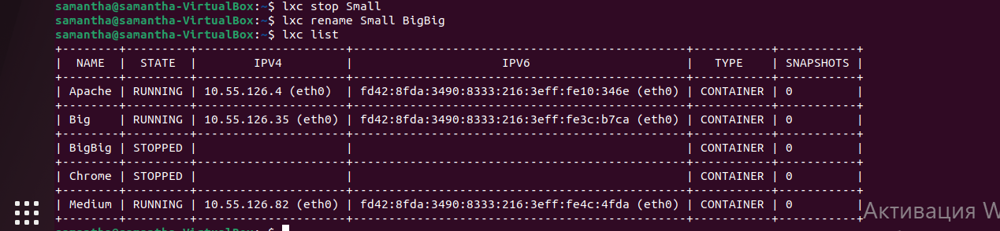 samantha@samantha-VirtualBox:~$ lxc stop Small
samantha@samantha-VirtualBox:~$ lxc rename Small BigBig
samantha@samantha-VirtualBox:~$ lxc list
+--------+---------+---------------------+-----------------------------------------------+-----------+-----------+
|  NAME  |  STATE  |        IPV4         |                     IPV6                      |   TYPE    | SNAPSHOTS |
+--------+---------+---------------------+-----------------------------------------------+-----------+-----------+
| Apache | RUNNING | 10.55.126.4 (eth0)  | fd42:8fda:3490:8333:216:3eff:fe10:346e (eth0) | CONTAINER | 0         |
+--------+---------+---------------------+-----------------------------------------------+-----------+-----------+
| Big    | RUNNING | 10.55.126.35 (eth0) | fd42:8fda:3490:8333:216:3eff:fe3c:b7ca (eth0) | CONTAINER | 0         |
+--------+---------+---------------------+-----------------------------------------------+-----------+-----------+
| BigBig | STOPPED |                     |                                               | CONTAINER | 0         |
+--------+---------+---------------------+-----------------------------------------------+-----------+-----------+
| Chrome | STOPPED |                     |                                               | CONTAINER | 0         |
+--------+---------+---------------------+-----------------------------------------------+-----------+-----------+
| Medium | RUNNING | 10.55.126.82 (eth0) | fd42:8fda:3490:8333:216:3eff:fe4c:4fda (eth0) | CONTAINER | 0         |
+--------+---------+---------------------+-----------------------------------------------+-----------+-----------+
Активация W
samantha@samantha-VirtualBox:~$